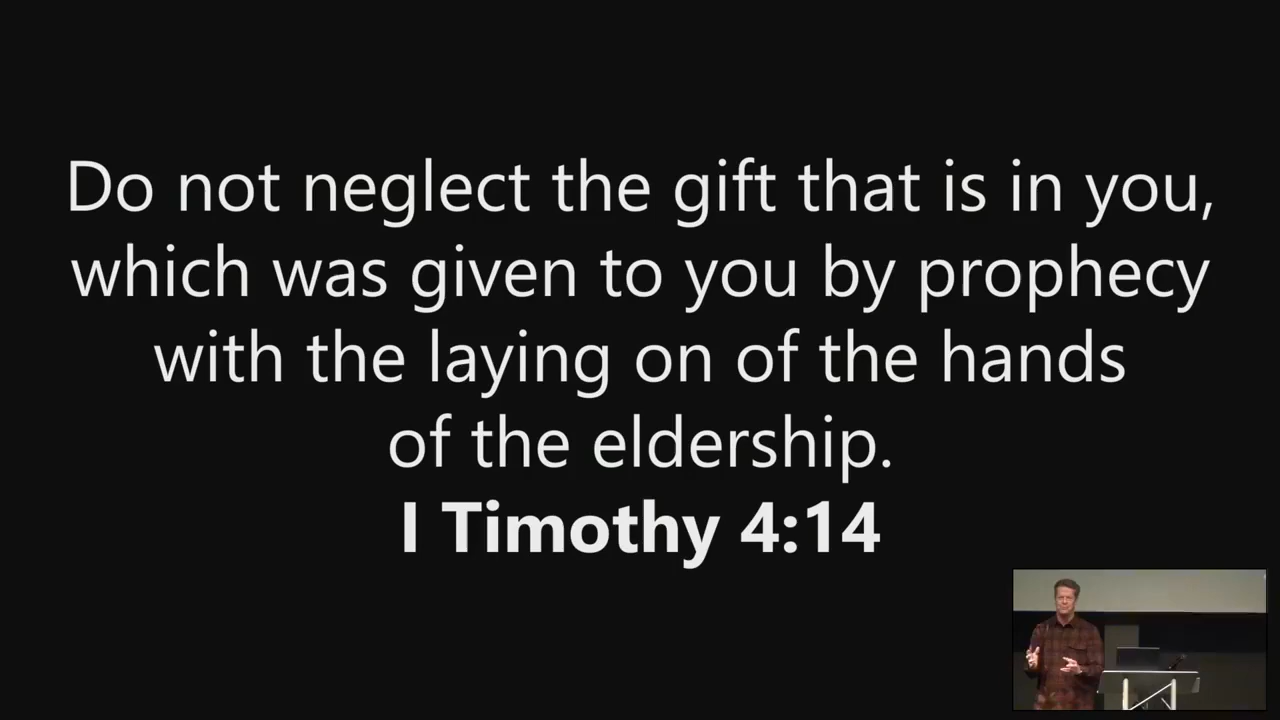 Do not neglect the gift that is in you,
which was given to you by prophecy
with the laying on of the hands
of the eldership.
I Timothy 4:14